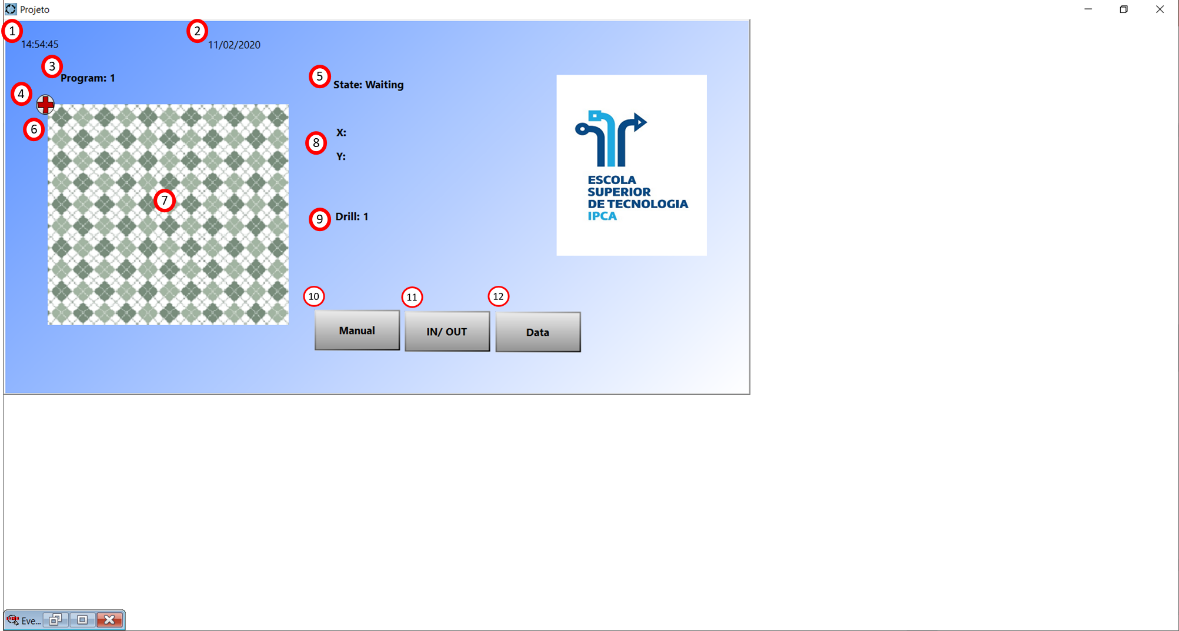 Projeto
1
2
14:54:45
11/02/2020
3
Program: 1
5
State: Waiting
4
6
8
X:
Y:
7
9
Drill: 1
ESCOLA
SUPERIOR
DE TECNOLOGIA
IPCA
10
11
12
Manual
IN/ OUT
Data
Eve...